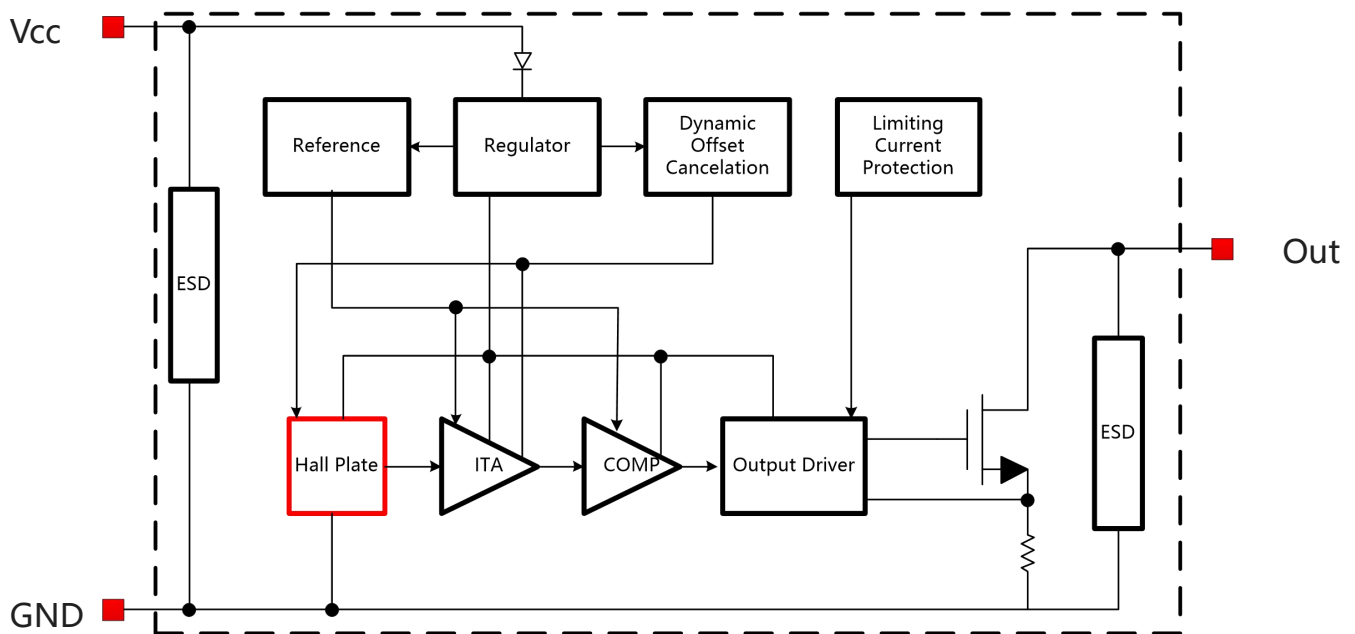 Vcc
Reference
Regulator
Dynamic
Offset
Cancelation
Limiting
Current
Protection
ESD
Out
Hall Plate
ITA
COMP
Output Driver
ESD
GND